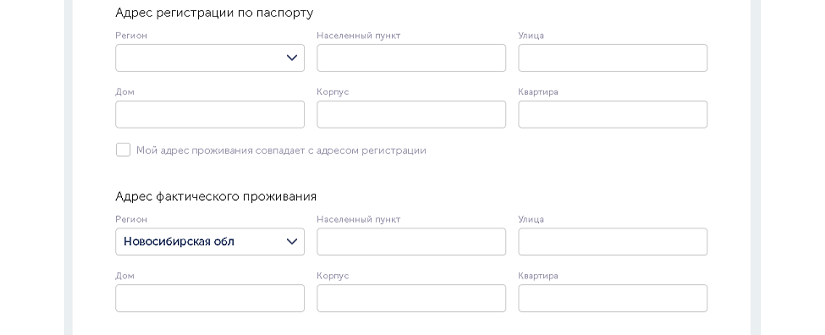 Адрес регистрации по паспорту
Регион Населенный пункт Улица
Дом Корпус Квартира
Мой адрес проживания совпадает с адресом регистрации
Адрес фактического проживания
Регион Населенный пункт Улица
Новосибирская обл
Дом Корпус Квартира